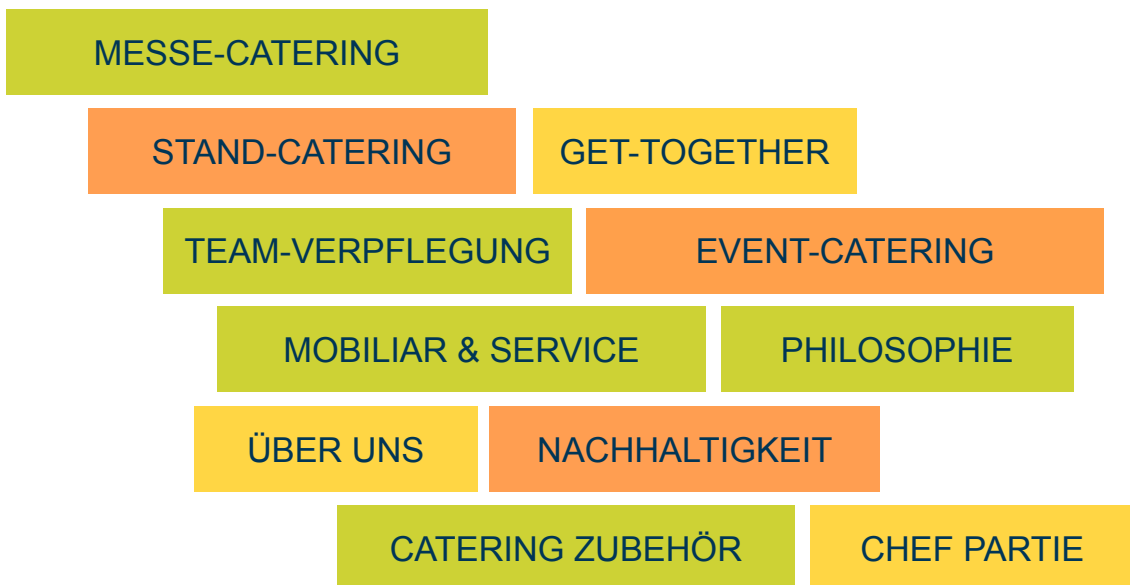 MESSE-CATERING
STAND-CATERING GET-TOGETHER
TEAM-VERPFLEGUNG EVENT-CATERING
MOBILIAR & SERVICE PHILOSOPHIE
ÜBER UNS NACHHALTIGKEIT
CATERING ZUBEHÖR CHEF PARTIE